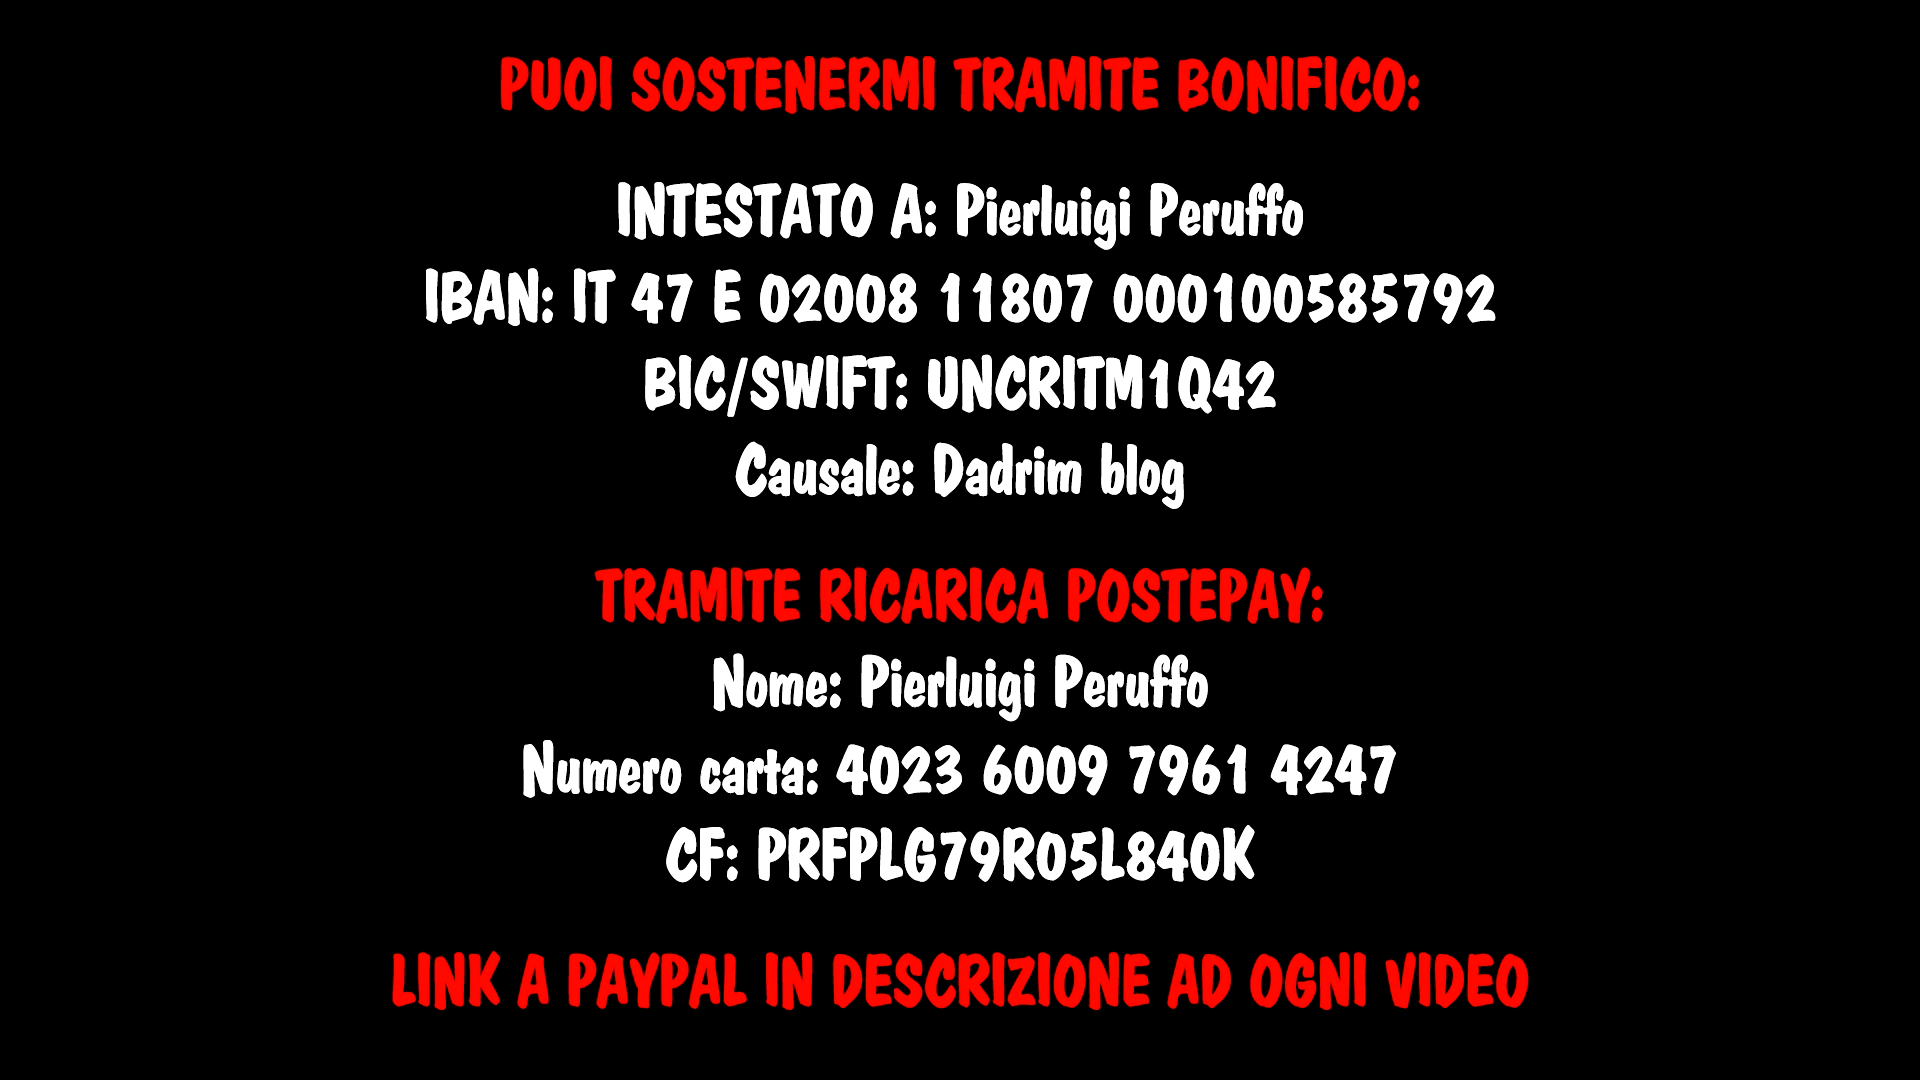 PUOI SOSTENERMI TRAMITE BONIFICO:
INTESTATO A: Pierluigi Peruffo
IBAN: IT 47 E 02008 11807 000100585792
BIC/SWIFT: UNCRITM1Q42
Causale: Dadrim blog
TRAMITE RICARICA POSTEPAY:
Nome: Pierluigi Peruffo
Numero carta: 4023 6009 7961 4247
CF: PRFPLG79R05L840K
LINK A PAYPAL IN DESCRIZIONE AD OGNI VIDEO